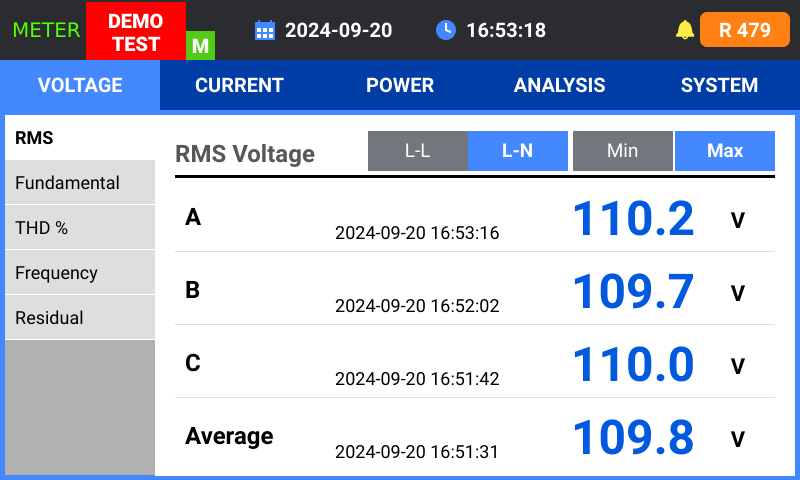 METER DEMO TEST M 2024-09-20 16:53:18 R 479
VOLTAGE CURRENT POWER ANALYSIS SYSTEM
RMS
Fundamental
THD %
Frequency
Residual
RMS Voltage L-L L-N Min Max
A 2024-09-20 16:53:16 110.2 V
B 2024-09-20 16:52:02 109.7 V
C 2024-09-20 16:51:42 110.0 V
Average 2024-09-20 16:51:31 109.8 V